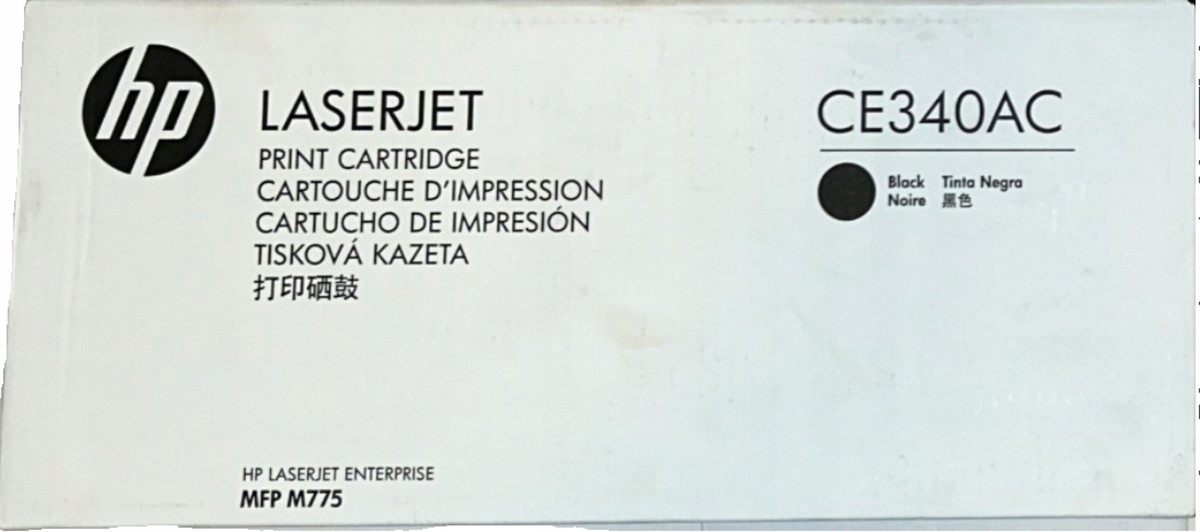 hp
LASERJET
PRINT CARTRIDGE
CARTOUCHE D'IMPRESSION
CARTUCHO DE IMPRESIÓN
TISKOVÁ KAZETA
打印硒鼓
CE340AC
Black Tinta Negra
Noire 黑色
HP LASERJET ENTERPRISE
MFP M775